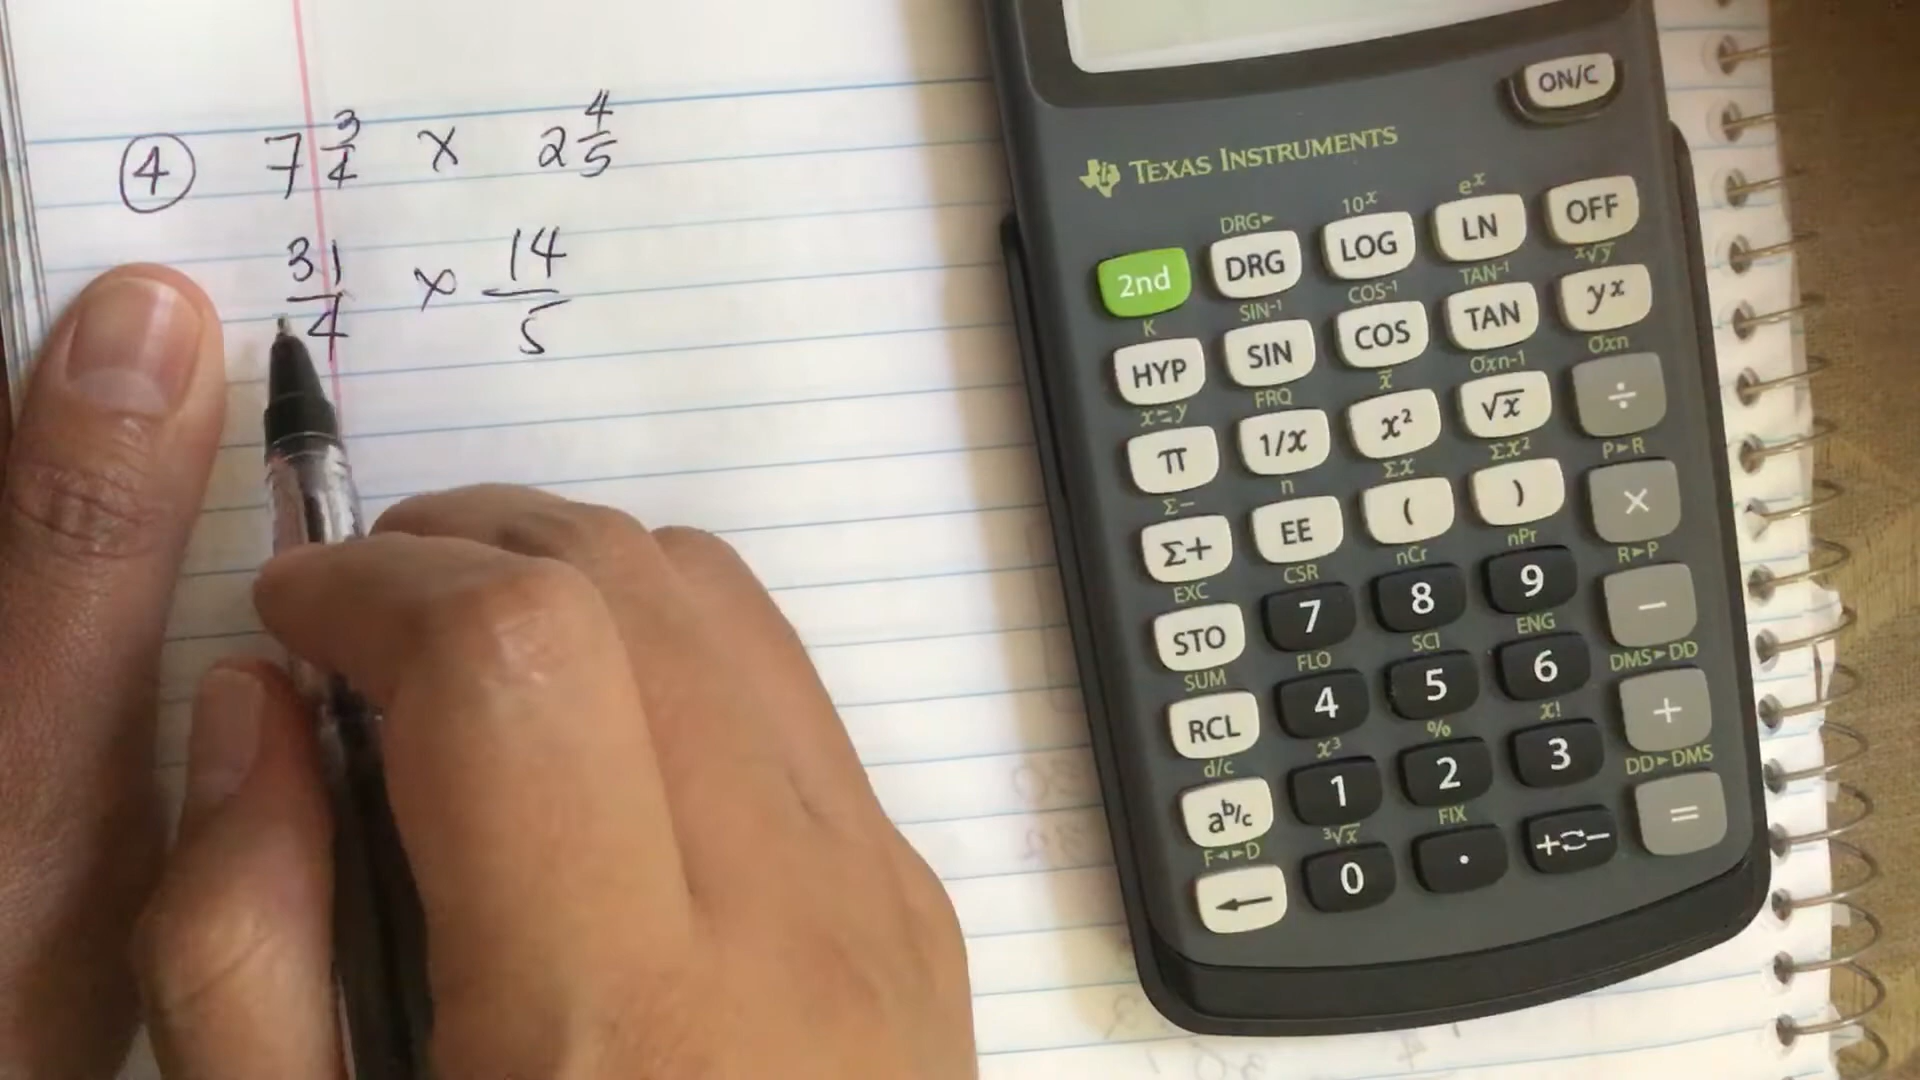 ④ 7 3/4 × 2 4/5
31/4 × 14/5
ON/C
TEXAS INSTRUMENTS
DRG► 10ˣ eˣ
2nd DRG LOG LN OFF
K SIN⁻¹ COS⁻¹ TAN⁻¹ ˣ√y
HYP SIN COS TAN yˣ
x⇄y FRQ x̅ σxn-1 σxn
π 1/x x² √x ÷
Σ− n Σx Σx² P►R
Σ+ EE ( ) ×
EXC CSR nCr nPr R►P
STO 7 8 9 −
SUM FLO SCI ENG DMS►DD
RCL 4 5 6 +
d/c x³ % x! DD►DMS
aᵇ/c 1 2 3 =
F◄►D ³√x FIX
← 0 . +⇄−